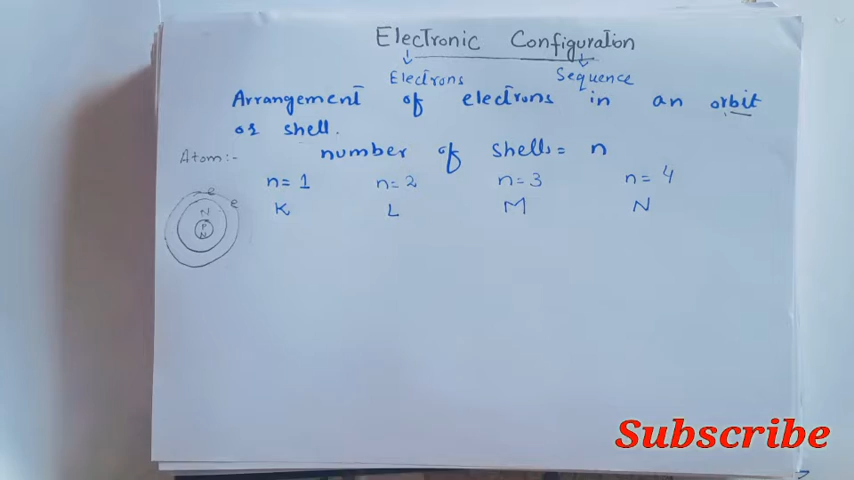 Electronic Configuration
Electrons Sequence
Arrangement of electrons in an orbit
or shell.
Atom:-
number of shells = n
n = 1 n = 2 n = 3 n = 4
K L M N
e
e
N
P
N
Subscribe